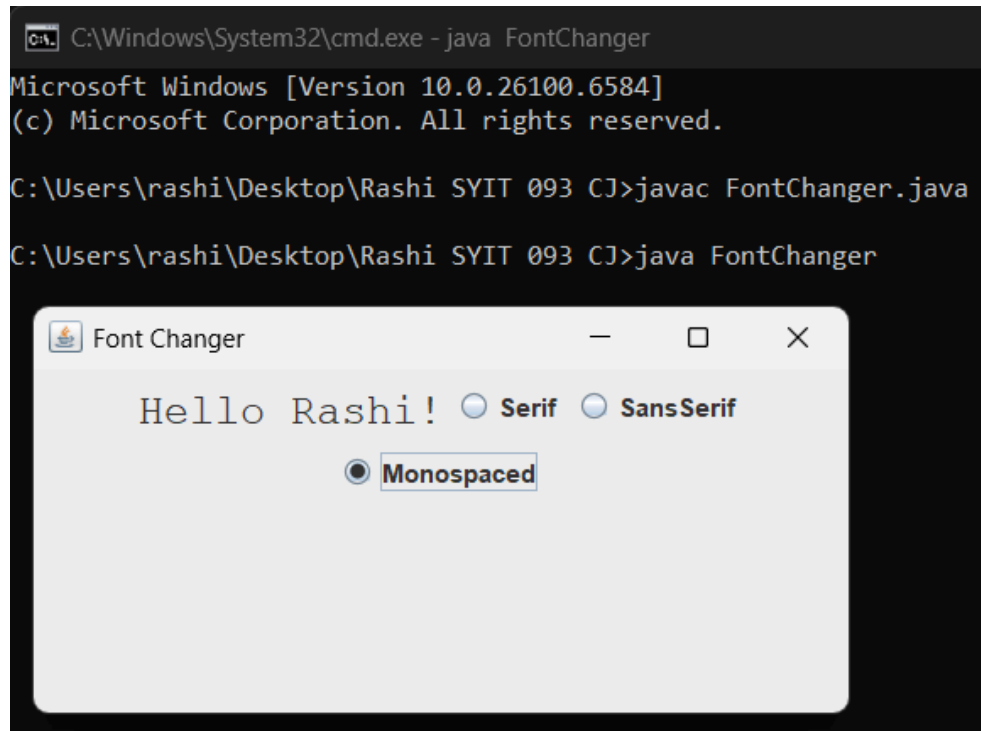 C:\Windows\System32\cmd.exe - java  FontChanger
Microsoft Windows [Version 10.0.26100.6584]
(c) Microsoft Corporation. All rights reserved.
C:\Users\rashi\Desktop\Rashi SYIT 093 CJ>javac FontChanger.java
C:\Users\rashi\Desktop\Rashi SYIT 093 CJ>java FontChanger
Font Changer
Hello Rashi! Serif SansSerif
Monospaced